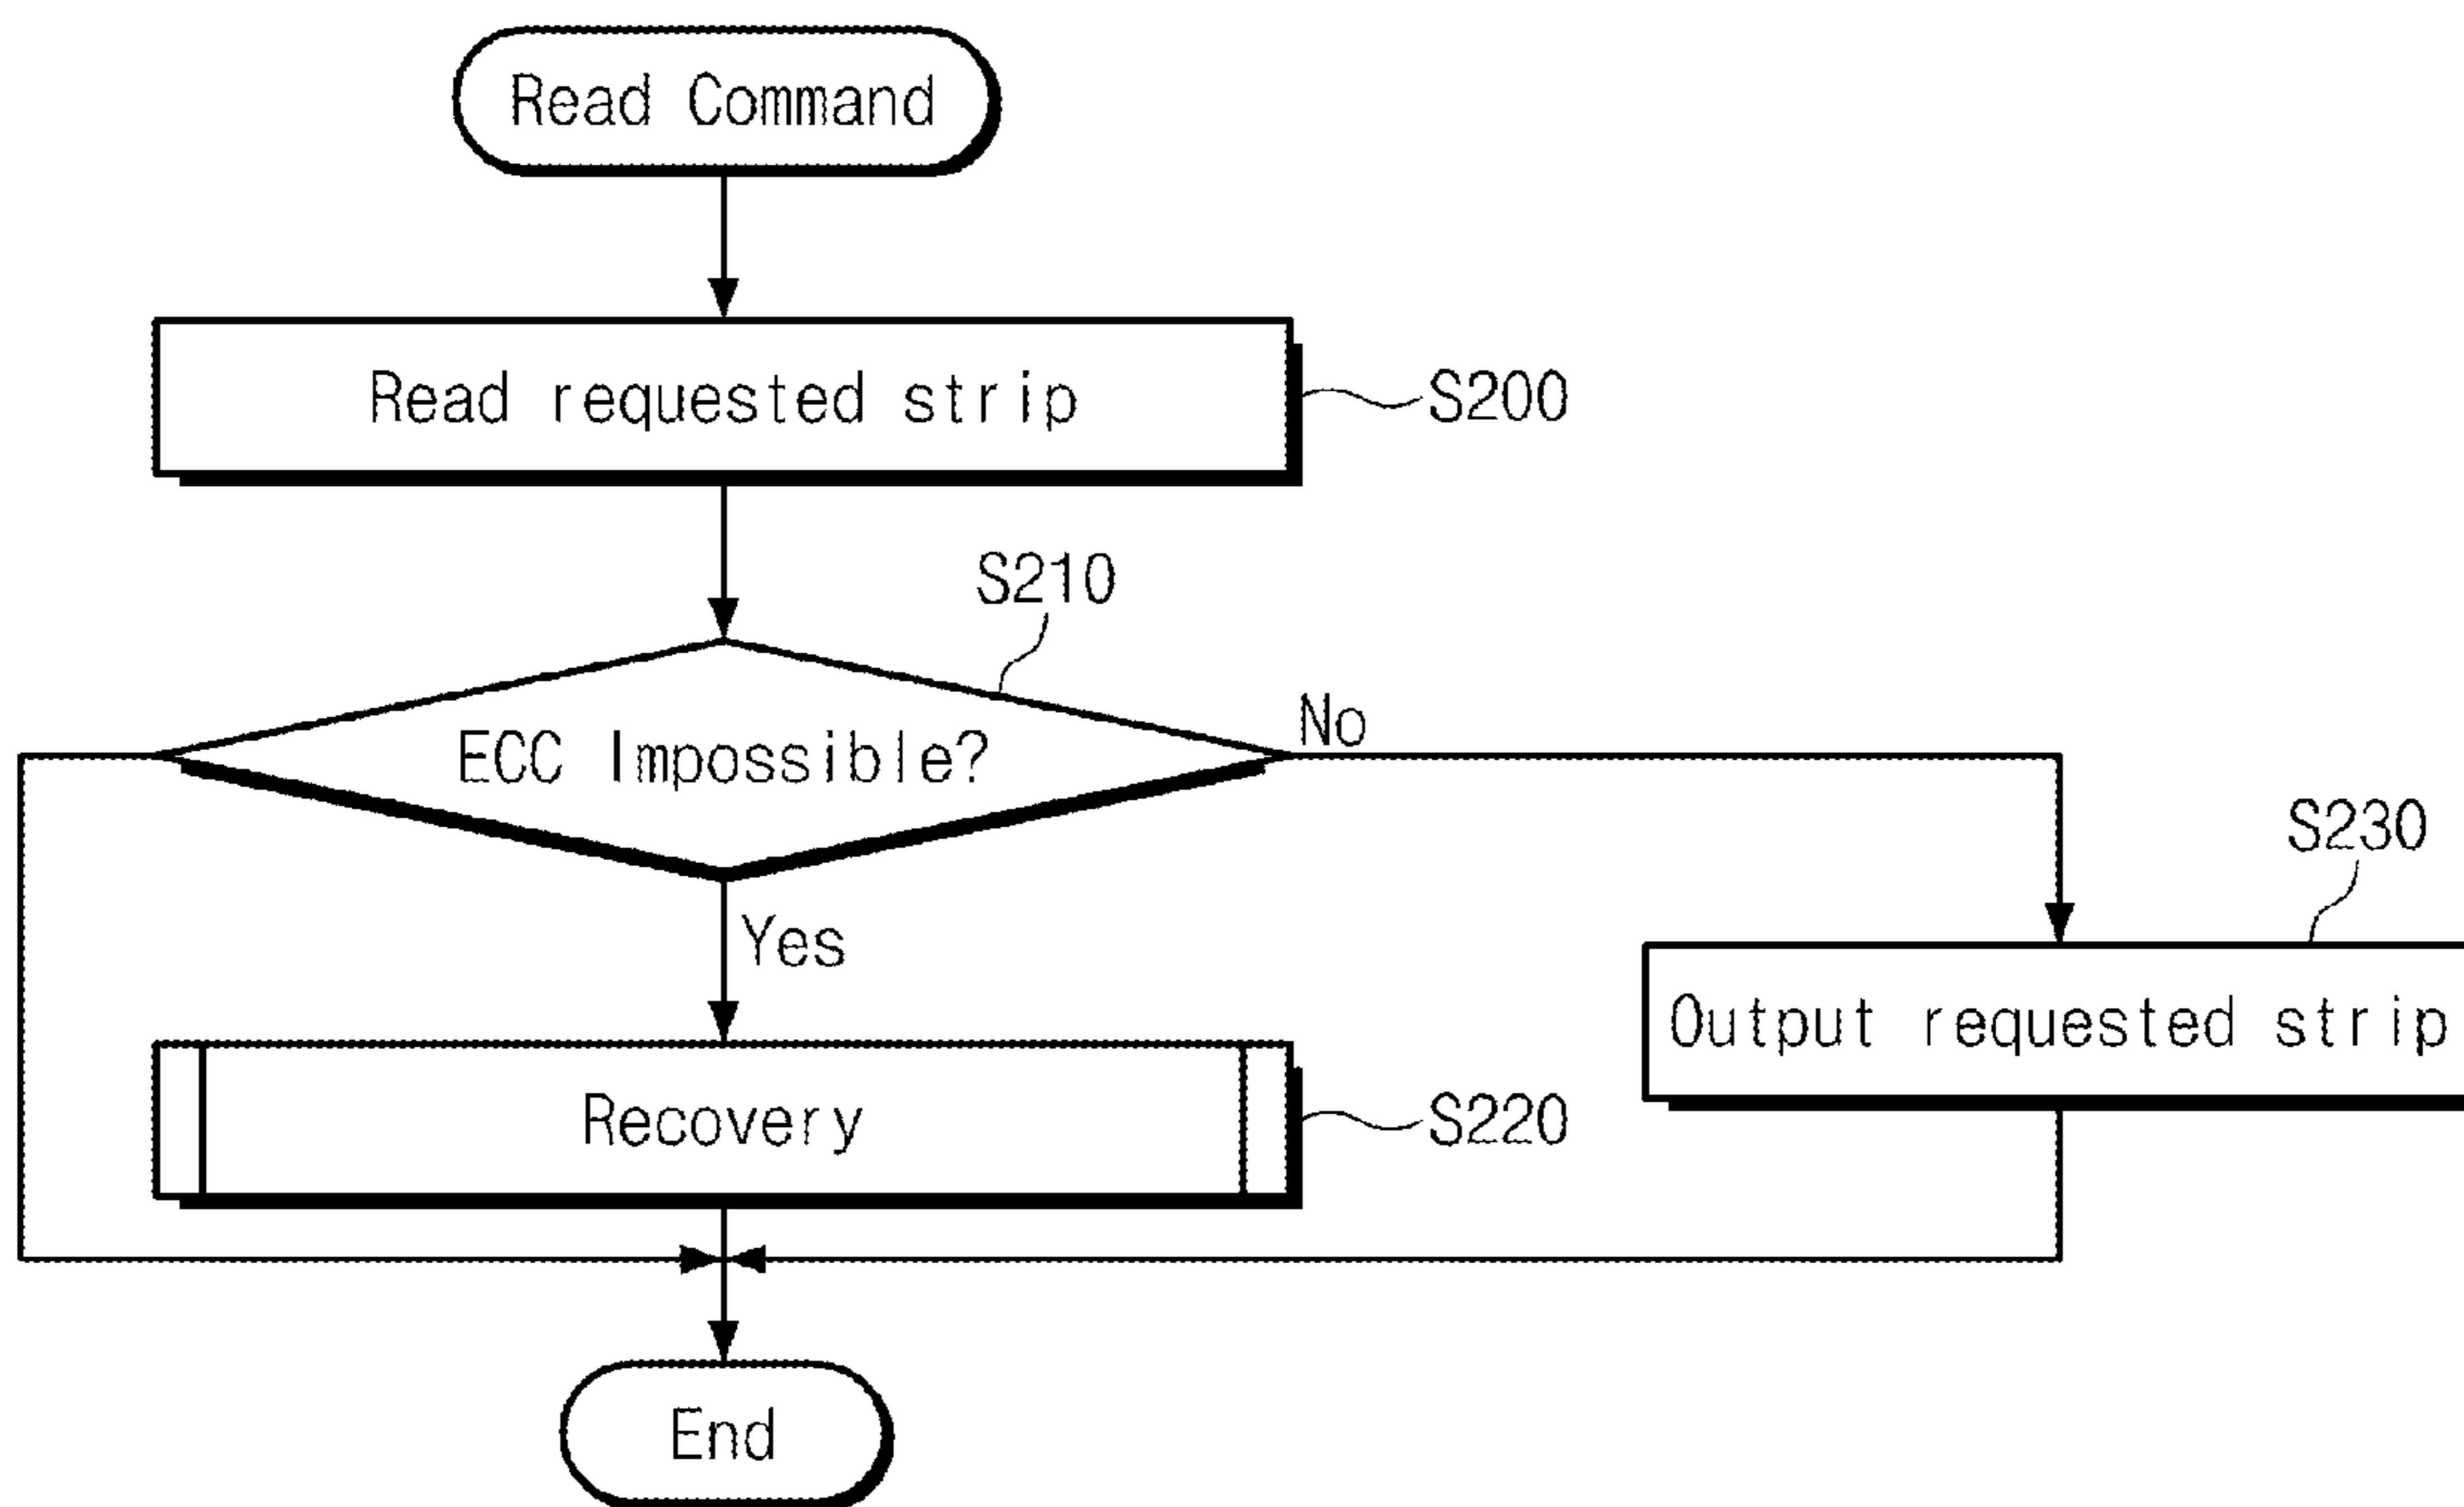 Read Command
Read requested strip
S200
S210
ECC Impossible?
No
S230
Yes
Output requested strip
Recovery
S220
End